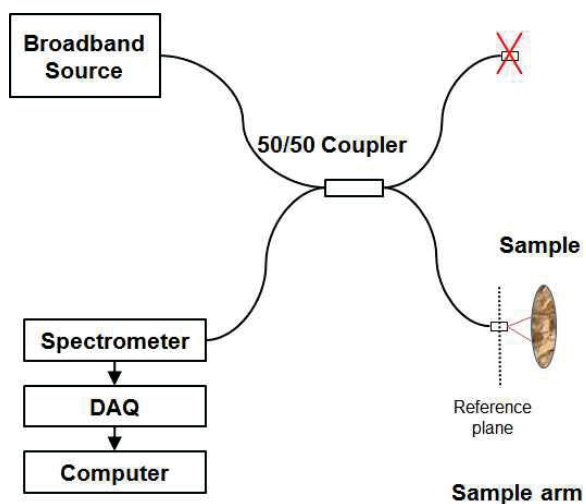 Broadband
Source
50/50 Coupler
Sample
Spectrometer
DAQ
Computer
Reference
plane
Sample arm